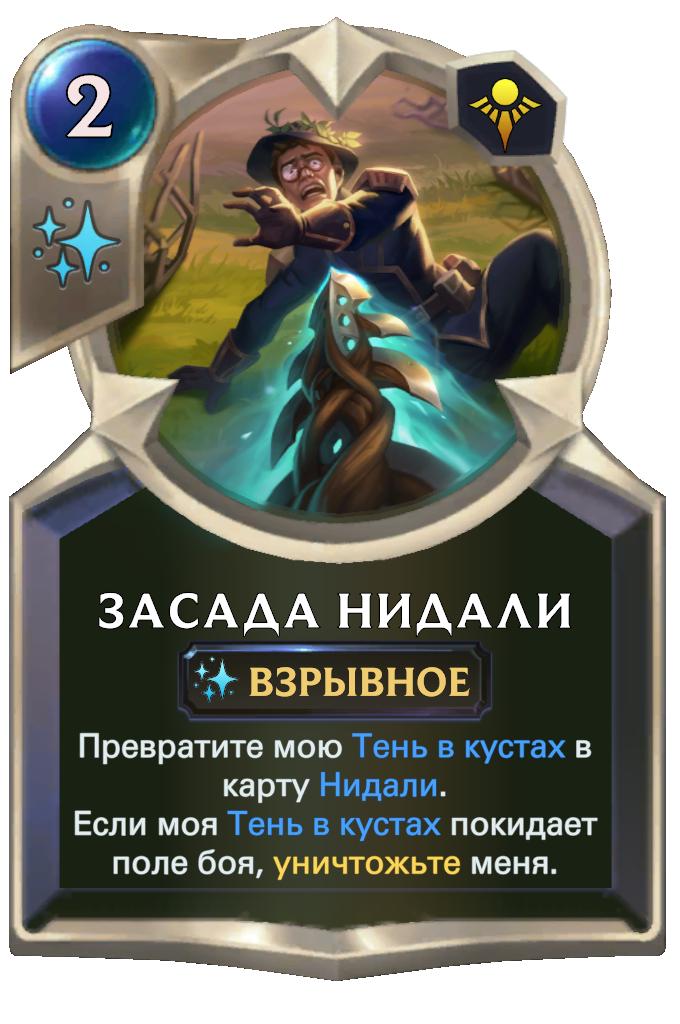 2
ЗАСАДА НИДАЛИ
ВЗРЫВНОЕ
Превратите мою Тень в кустах в
карту Нидали.
Если моя Тень в кустах покидает
поле боя, уничтожьте меня.